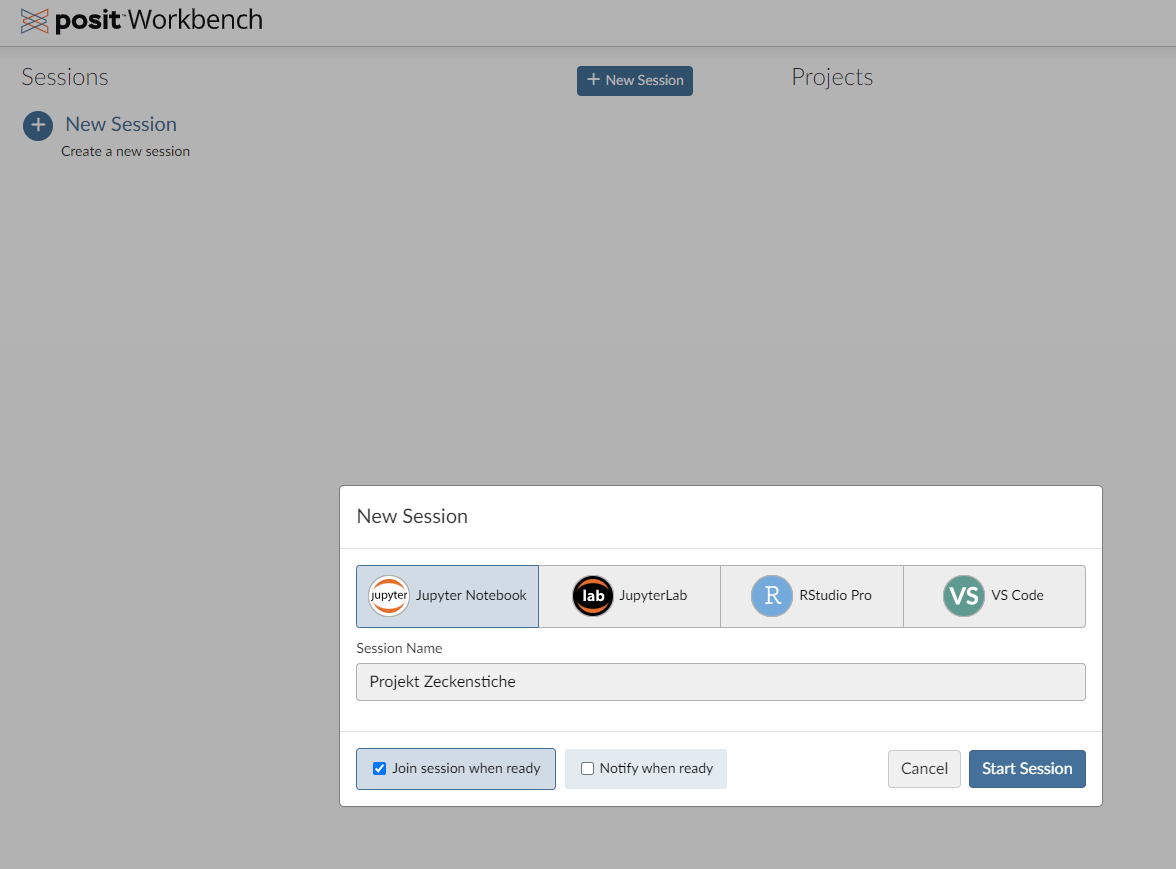 posit™ Workbench
Sessions
+ New Session
Projects
+ New Session
Create a new session
New Session
jupyter Jupyter Notebook
lab JupyterLab
R RStudio Pro
VS VS Code
Session Name
Projekt Zeckenstiche
Join session when ready
Notify when ready
Cancel
Start Session